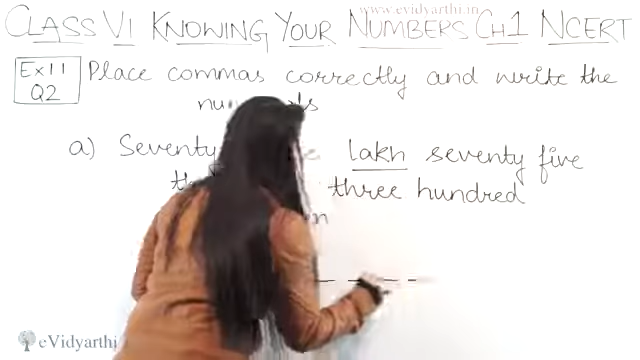 www.evidyarthi.in
CLASS VI KNOWING YOUR NUMBERS CH1 NCERT
Ex 1.1 Place commas correctly and write the
Q2
a) Seventy lakh seventy five
three hundred
eVidyarthi